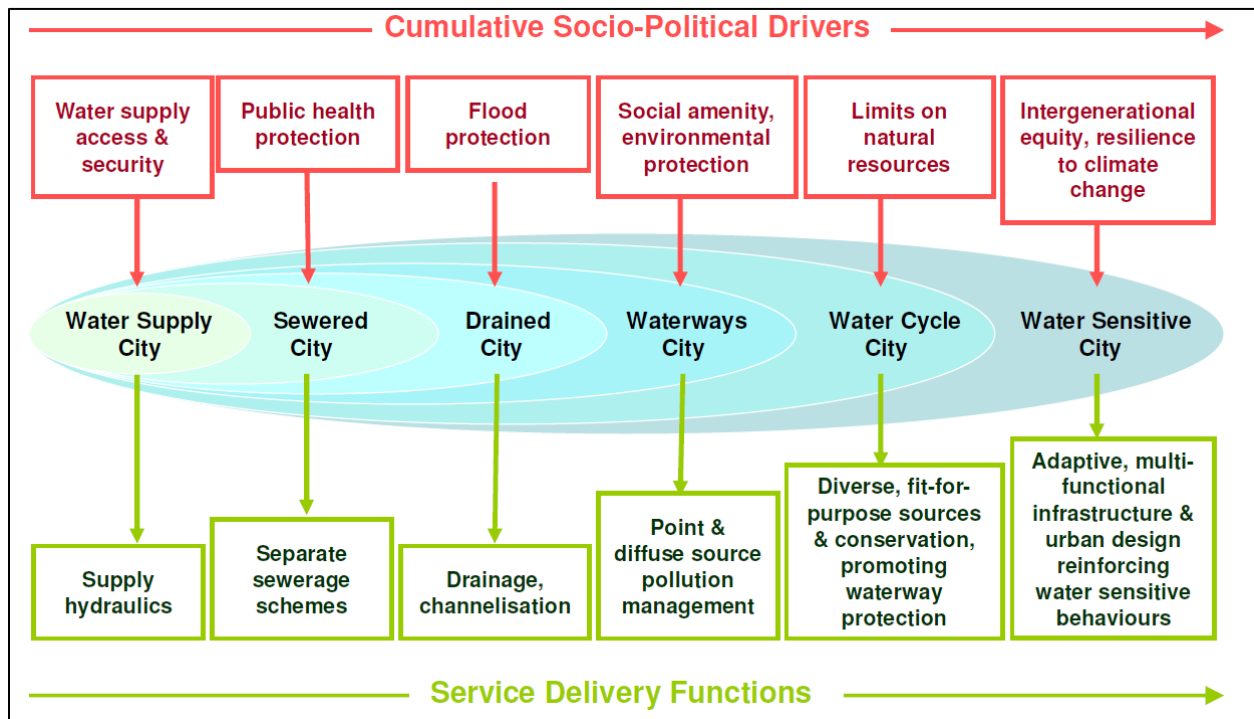 Cumulative Socio-Political Drivers
Water supply
access &
security
Public health
protection
Flood
protection
Social amenity,
environmental
protection
Limits on
natural
resources
Intergenerational
equity, resilience
to climate
change
Water Supply
City
Sewered
City
Drained
City
Waterways
City
Water Cycle
City
Water Sensitive
City
Supply
hydraulics
Separate
sewerage
schemes
Drainage,
channelisation
Point &
diffuse source
pollution
management
Diverse, fit-for-
purpose sources
& conservation,
promoting
waterway
protection
Adaptive, multi-
functional
infrastructure &
urban design
reinforcing
water sensitive
behaviours
Service Delivery Functions